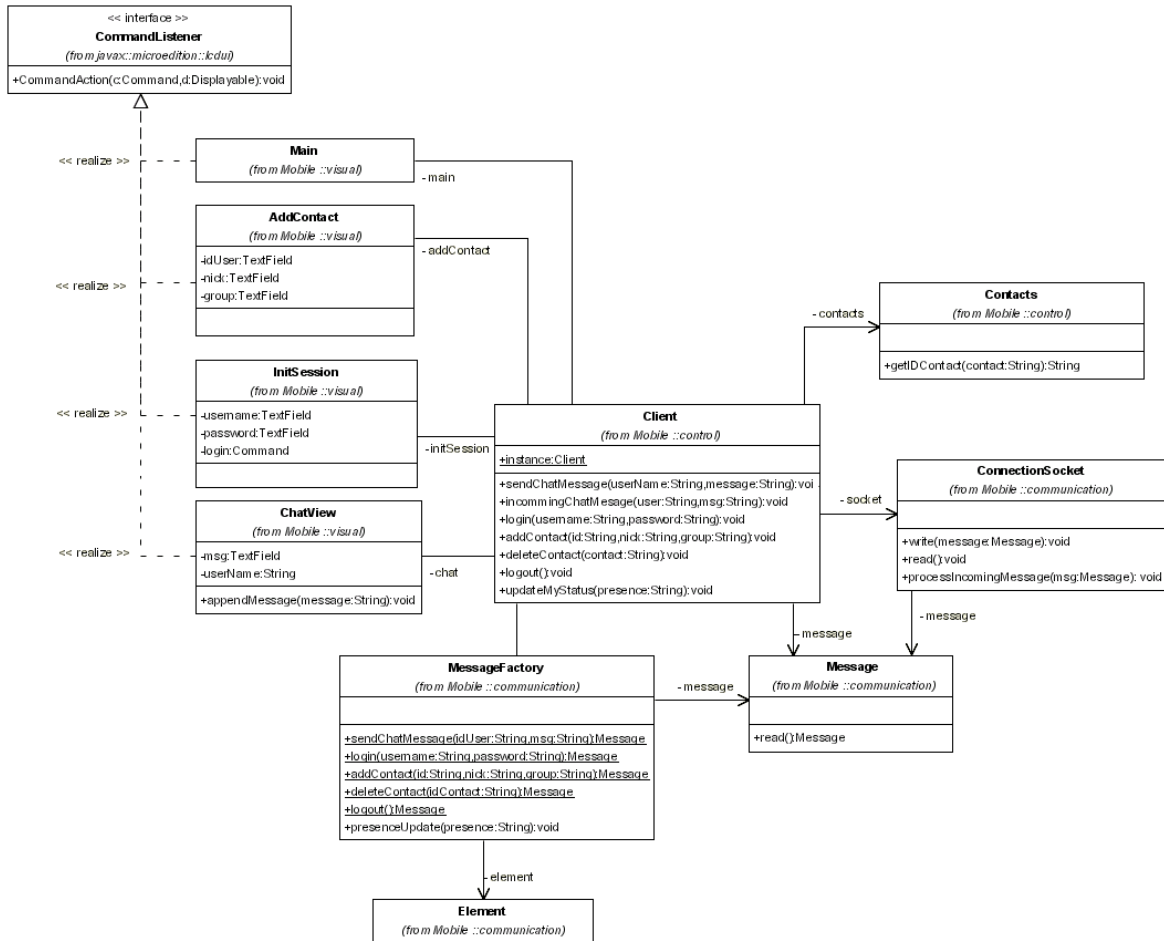 << interface >>
CommandListener
(from javax::microedition::lcdui)
+CommandAction(c:Command,d:Displayable):void
<< realize >>
Main
(from Mobile ::visual)
- main
AddContact
(from Mobile ::visual)
-idUser:TextField
-nick:TextField
-group:TextField
- addContact
<< realize >>
Contacts
(from Mobile ::control)
+getIDContact(contact:String):String
- contacts
InitSession
(from Mobile ::visual)
-username:TextField
-password:TextField
-login:Command
<< realize >>
-initSession
Client
(from Mobile ::control)
+instance:Client
+sendChatMessage(userName:String,message:String):voi
+incommingChatMesage(user:String,msg:String):void
+login(username:String,password:String):void
+addContact(id:String,nick:String,group:String):void
+deleteContact(contact:String):void
+logout():void
+updateMyStatus(presence:String):void
ConnectionSocket
(from Mobile ::communication)
+write(message:Message):void
+read():void
+processIncomingMessage(msg:Message): void
- socket
ChatView
(from Mobile ::visual)
-msg:TextField
-userName:String
+appendMessage(message:String):void
<< realize >>
- chat
- message
- message
MessageFactory
(from Mobile ::communication)
+sendChatMessage(idUser:String,msg:String):Message
+login(username:String,password:String):Message
+addContact(id:String,nick:String,group:String):Message
+deleteContact(idContact:String):Message
+logout():Message
+presenceUpdate(presence:String):void
- message
Message
(from Mobile ::communication)
+read():Message
- element
Element
(from Mobile ::communication)